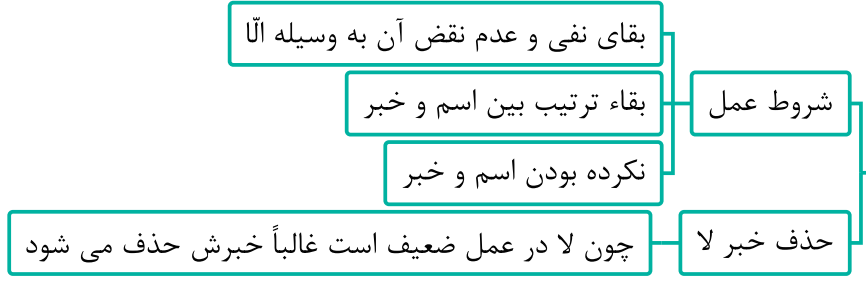 شروط عمل
بقای نفی و عدم نقض آن به وسیله الّا
بقاء ترتیب بین اسم و خبر
نکرده بودن اسم و خبر
حذف خبر لا
چون لا در عمل ضعیف است غالباً خبرش حذف می شود